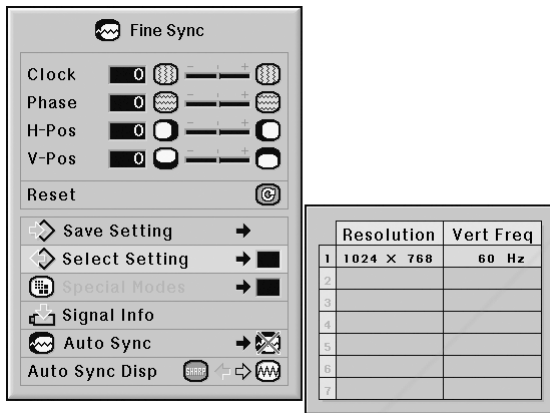 Fine Sync
Clock 0 - +
Phase 0 - +
H-Pos 0 - +
V-Pos 0 - +
Reset
Save Setting
Select Setting
Special Modes
Signal Info
Auto Sync
Auto Sync Disp SHARP
Resolution Vert Freq
1 1024 × 768 60 Hz
2
3
4
5
6
7